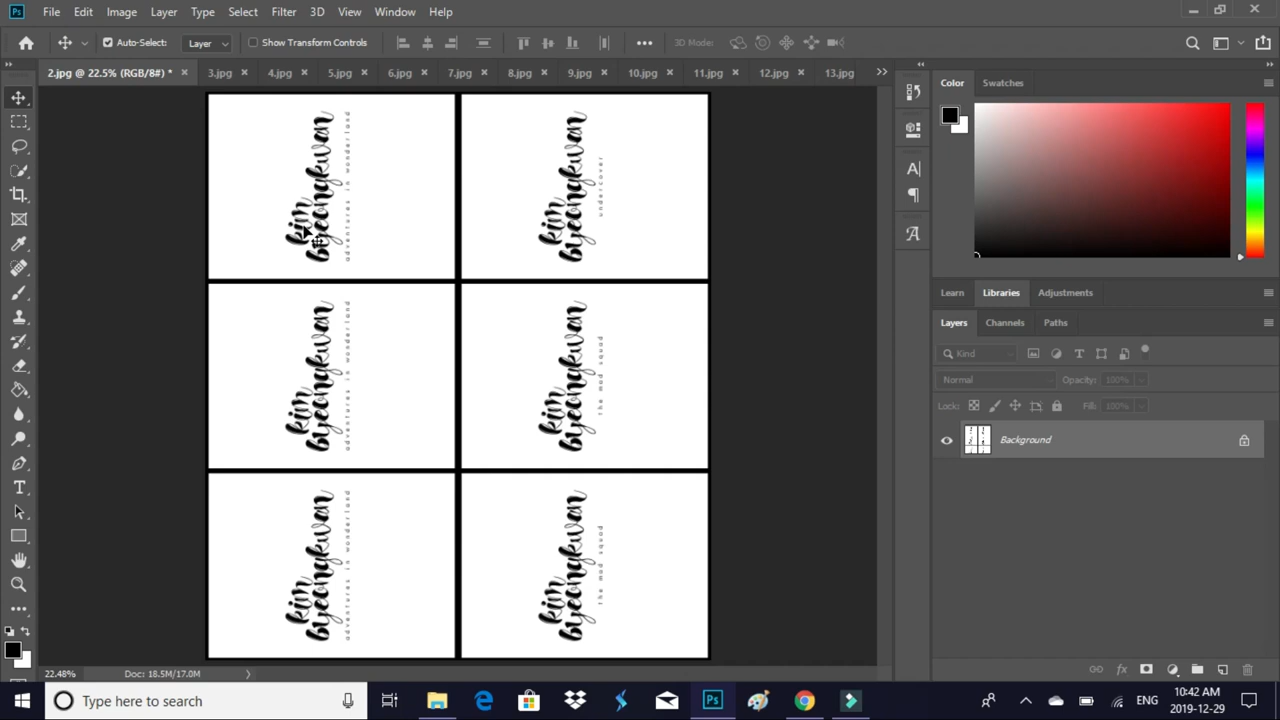 Ps File Edit Image Layer Type Select Filter 3D View Window Help
Auto-Select: Layer Show Transform Controls 3D Mode:
2.jpg @ 22.5% (RGB/8#) * 3.jpg 4.jpg 5.jpg 6.jpg 7.jpg 8.jpg 9.jpg 10.jpg 11.jpg 12.jpg 13.jpg
kim
byeongkwan
adventures in wonderland
kim
byeongkwan
undercover
kim
byeongkwan
adventures in wonderland
kim
byeongkwan
the mad squad
kim
byeongkwan
adventures in wonderland
kim
byeongkwan
the mad squad
Color Swatches
Learn Libraries Adjustments
Layers Channels Paths
Kind
Normal Opacity: 100%
Lock: Fill: 100%
Background
22.48% Doc: 18.5M/17.0M
Type here to search
Ps
ENG
10:42 AM
2019-12-29